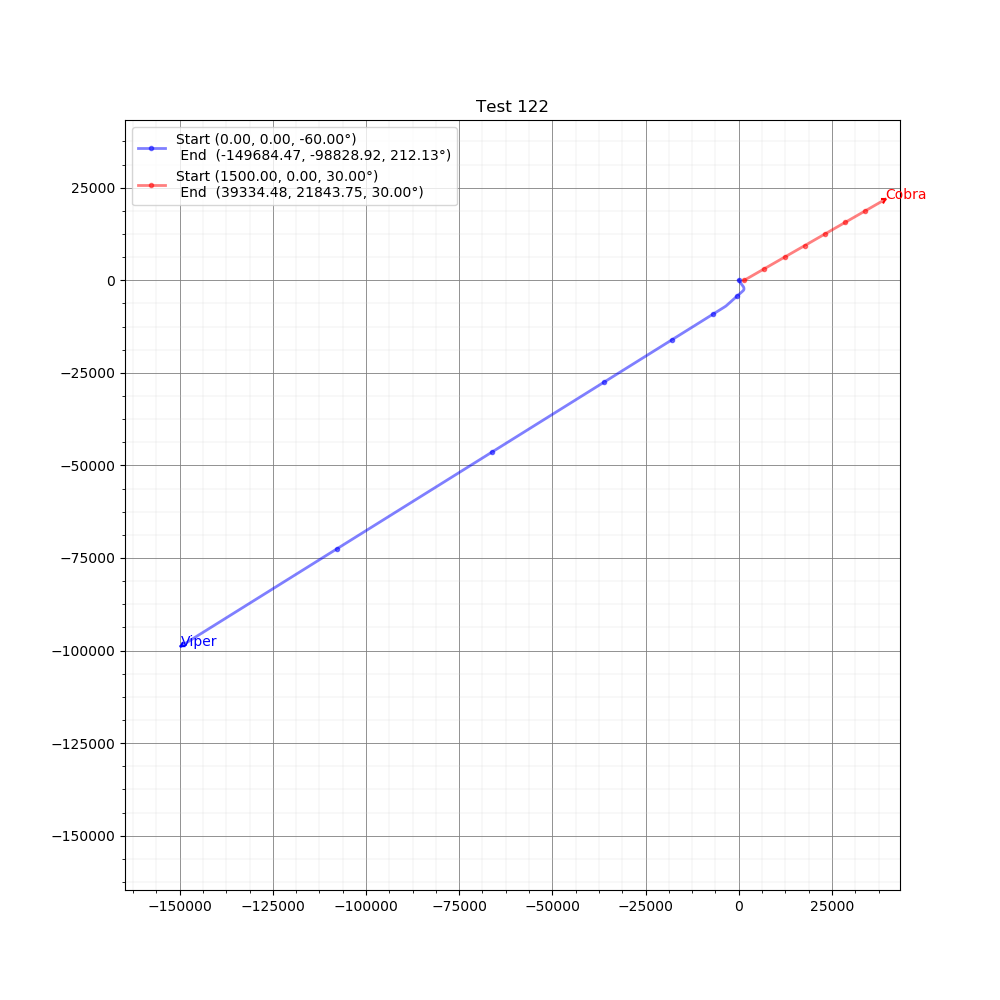 Test 122
Start (0.00, 0.00, -60.00°)
End  (-149684.47, -98828.92, 212.13°)
Start (1500.00, 0.00, 30.00°)
End  (39334.48, 21843.75, 30.00°)
Cobra
Viper
25000
0
−25000
−50000
−75000
−100000
−125000
−150000
−150000
−125000
−100000
−75000
−50000
−25000
0
25000